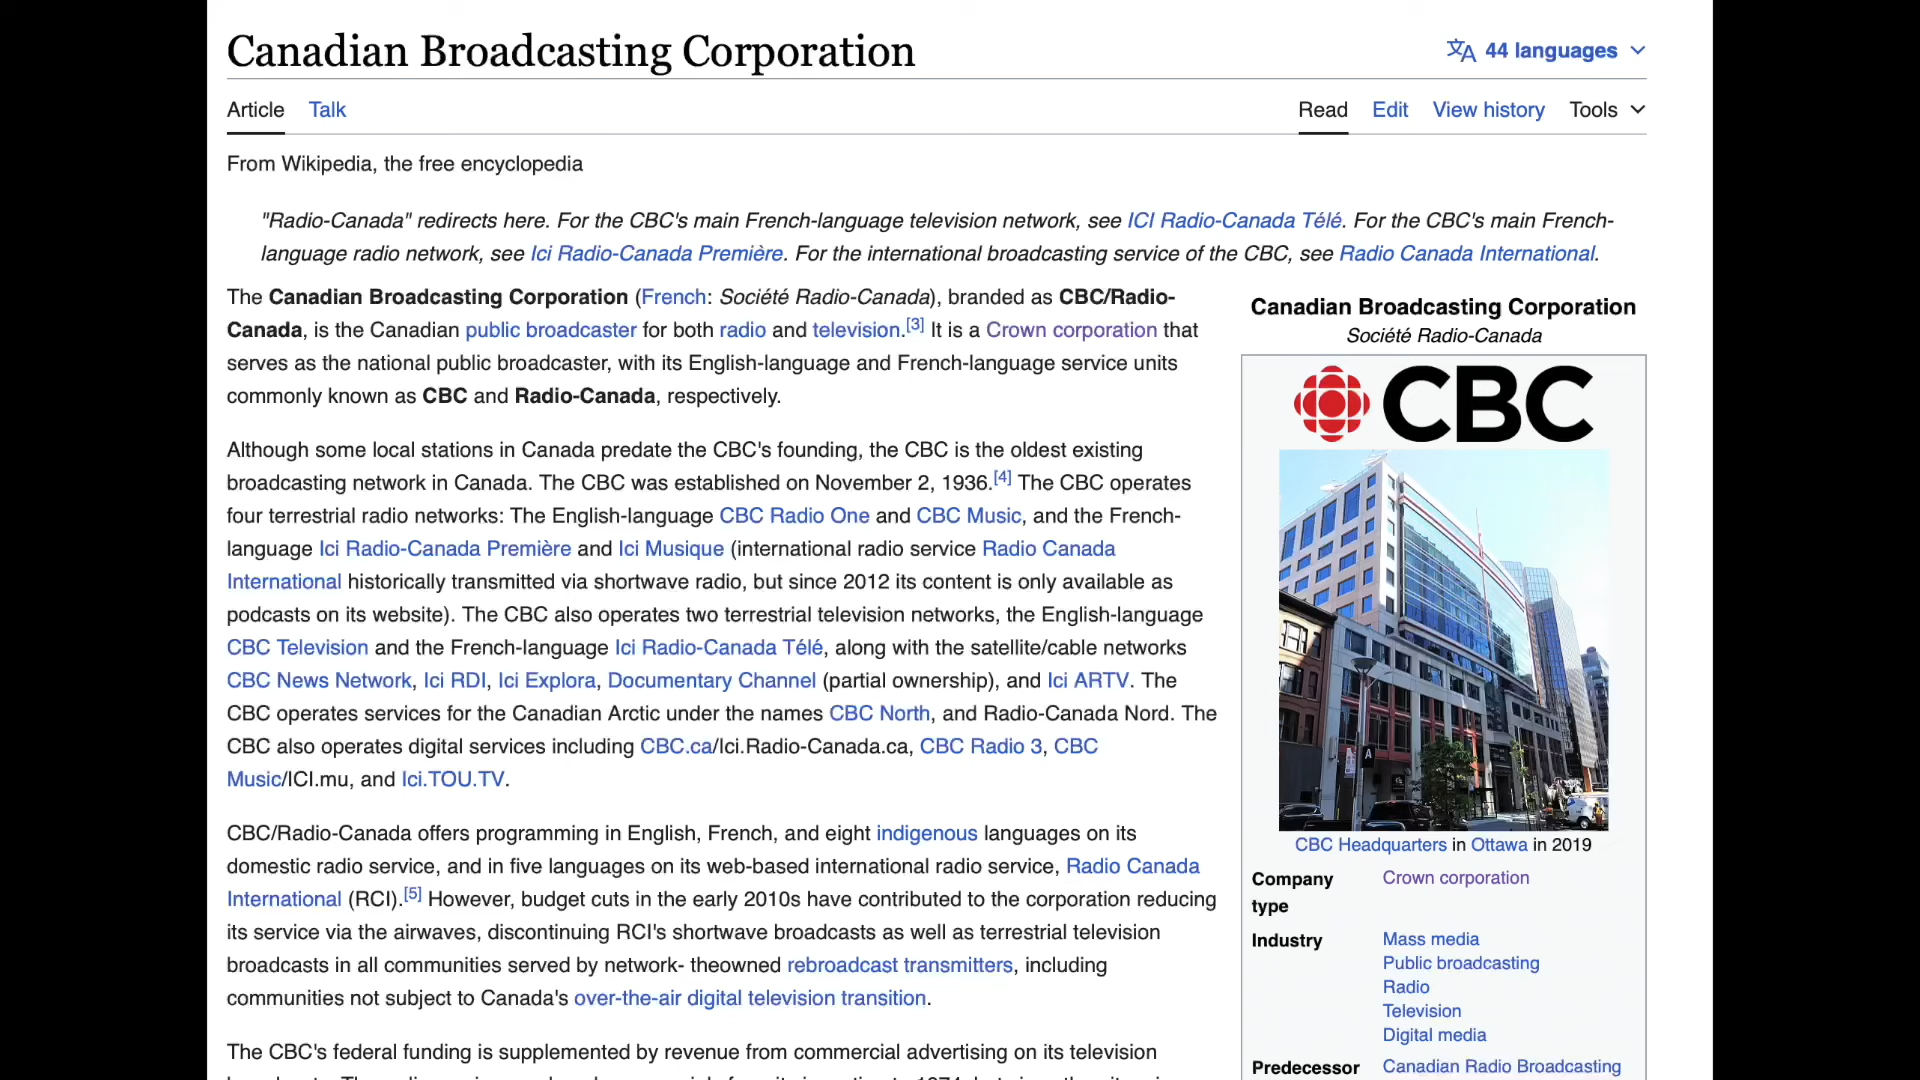 Canadian Broadcasting Corporation
44 languages
Article Talk
Read Edit View history Tools
From Wikipedia, the free encyclopedia
"Radio-Canada" redirects here. For the CBC's main French-language television network, see ICI Radio-Canada Télé. For the CBC's main French-
language radio network, see Ici Radio-Canada Première. For the international broadcasting service of the CBC, see Radio Canada International.
The Canadian Broadcasting Corporation (French: Société Radio-Canada), branded as CBC/Radio-
Canada, is the Canadian public broadcaster for both radio and television.[3] It is a Crown corporation that
serves as the national public broadcaster, with its English-language and French-language service units
commonly known as CBC and Radio-Canada, respectively.
Although some local stations in Canada predate the CBC's founding, the CBC is the oldest existing
broadcasting network in Canada. The CBC was established on November 2, 1936.[4] The CBC operates
four terrestrial radio networks: The English-language CBC Radio One and CBC Music, and the French-
language Ici Radio-Canada Première and Ici Musique (international radio service Radio Canada
International historically transmitted via shortwave radio, but since 2012 its content is only available as
podcasts on its website). The CBC also operates two terrestrial television networks, the English-language
CBC Television and the French-language Ici Radio-Canada Télé, along with the satellite/cable networks
CBC News Network, Ici RDI, Ici Explora, Documentary Channel (partial ownership), and Ici ARTV. The
CBC operates services for the Canadian Arctic under the names CBC North, and Radio-Canada Nord. The
CBC also operates digital services including CBC.ca/Ici.Radio-Canada.ca, CBC Radio 3, CBC
Music/ICI.mu, and Ici.TOU.TV.
CBC/Radio-Canada offers programming in English, French, and eight indigenous languages on its
domestic radio service, and in five languages on its web-based international radio service, Radio Canada
International (RCI).[5] However, budget cuts in the early 2010s have contributed to the corporation reducing
its service via the airwaves, discontinuing RCI's shortwave broadcasts as well as terrestrial television
broadcasts in all communities served by network- theowned rebroadcast transmitters, including
communities not subject to Canada's over-the-air digital television transition.
The CBC's federal funding is supplemented by revenue from commercial advertising on its television
Canadian Broadcasting Corporation
Société Radio-Canada
CBC
A
CBC Headquarters in Ottawa in 2019
Company type Crown corporation
Industry Mass media
Public broadcasting
Radio
Television
Digital media
Predecessor Canadian Radio Broadcasting